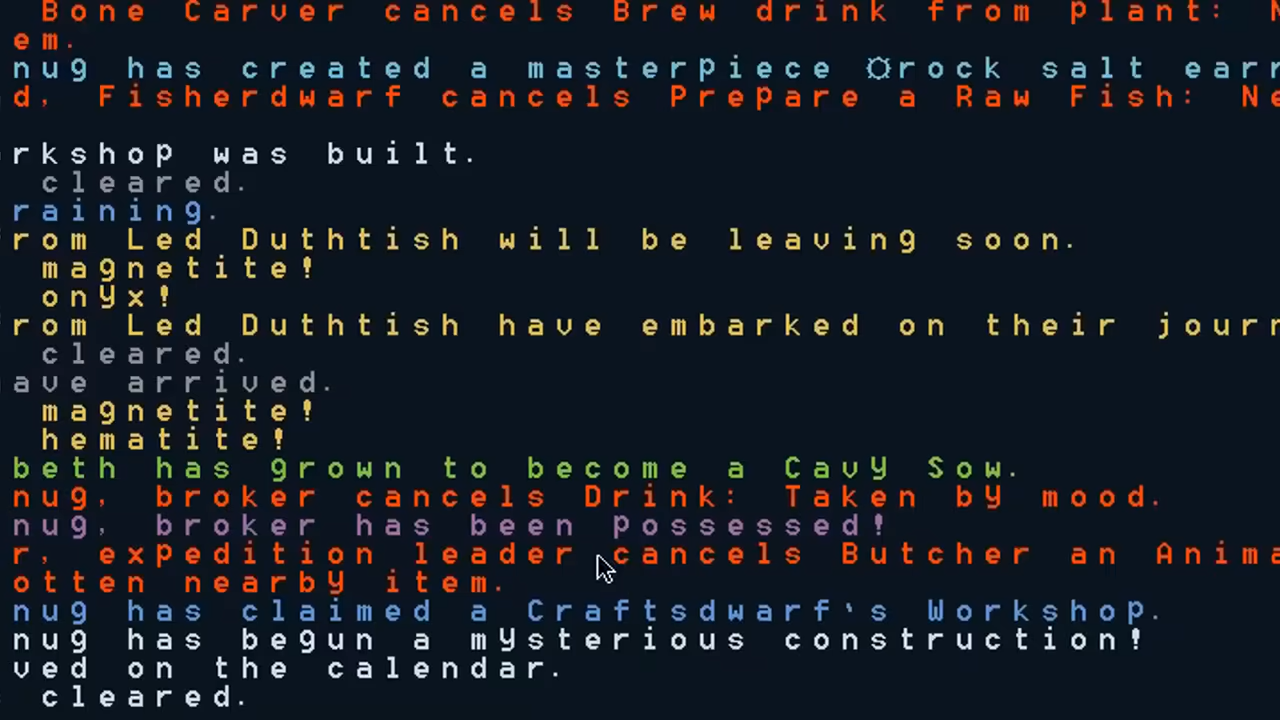 Bone Carver cancels Brew drink from plant:
em.
nug has created a masterpiece ☼rock salt earr
d, Fisherdwarf cancels Prepare a Raw Fish: Ne
rkshop was built.
cleared.
raining.
rom Led Duthtish will be leaving soon.
magnetite!
onyx!
rom Led Duthtish have embarked on their journ
cleared.
ave arrived.
magnetite!
hematite!
beth has grown to become a Cavy Sow.
nug, broker cancels Drink: Taken by mood.
nug, broker has been possessed!
r, expedition leader cancels Butcher an Anima
otten nearby item.
nug has claimed a Craftsdwarf's Workshop.
nug has begun a mysterious construction!
ved on the calendar.
cleared.